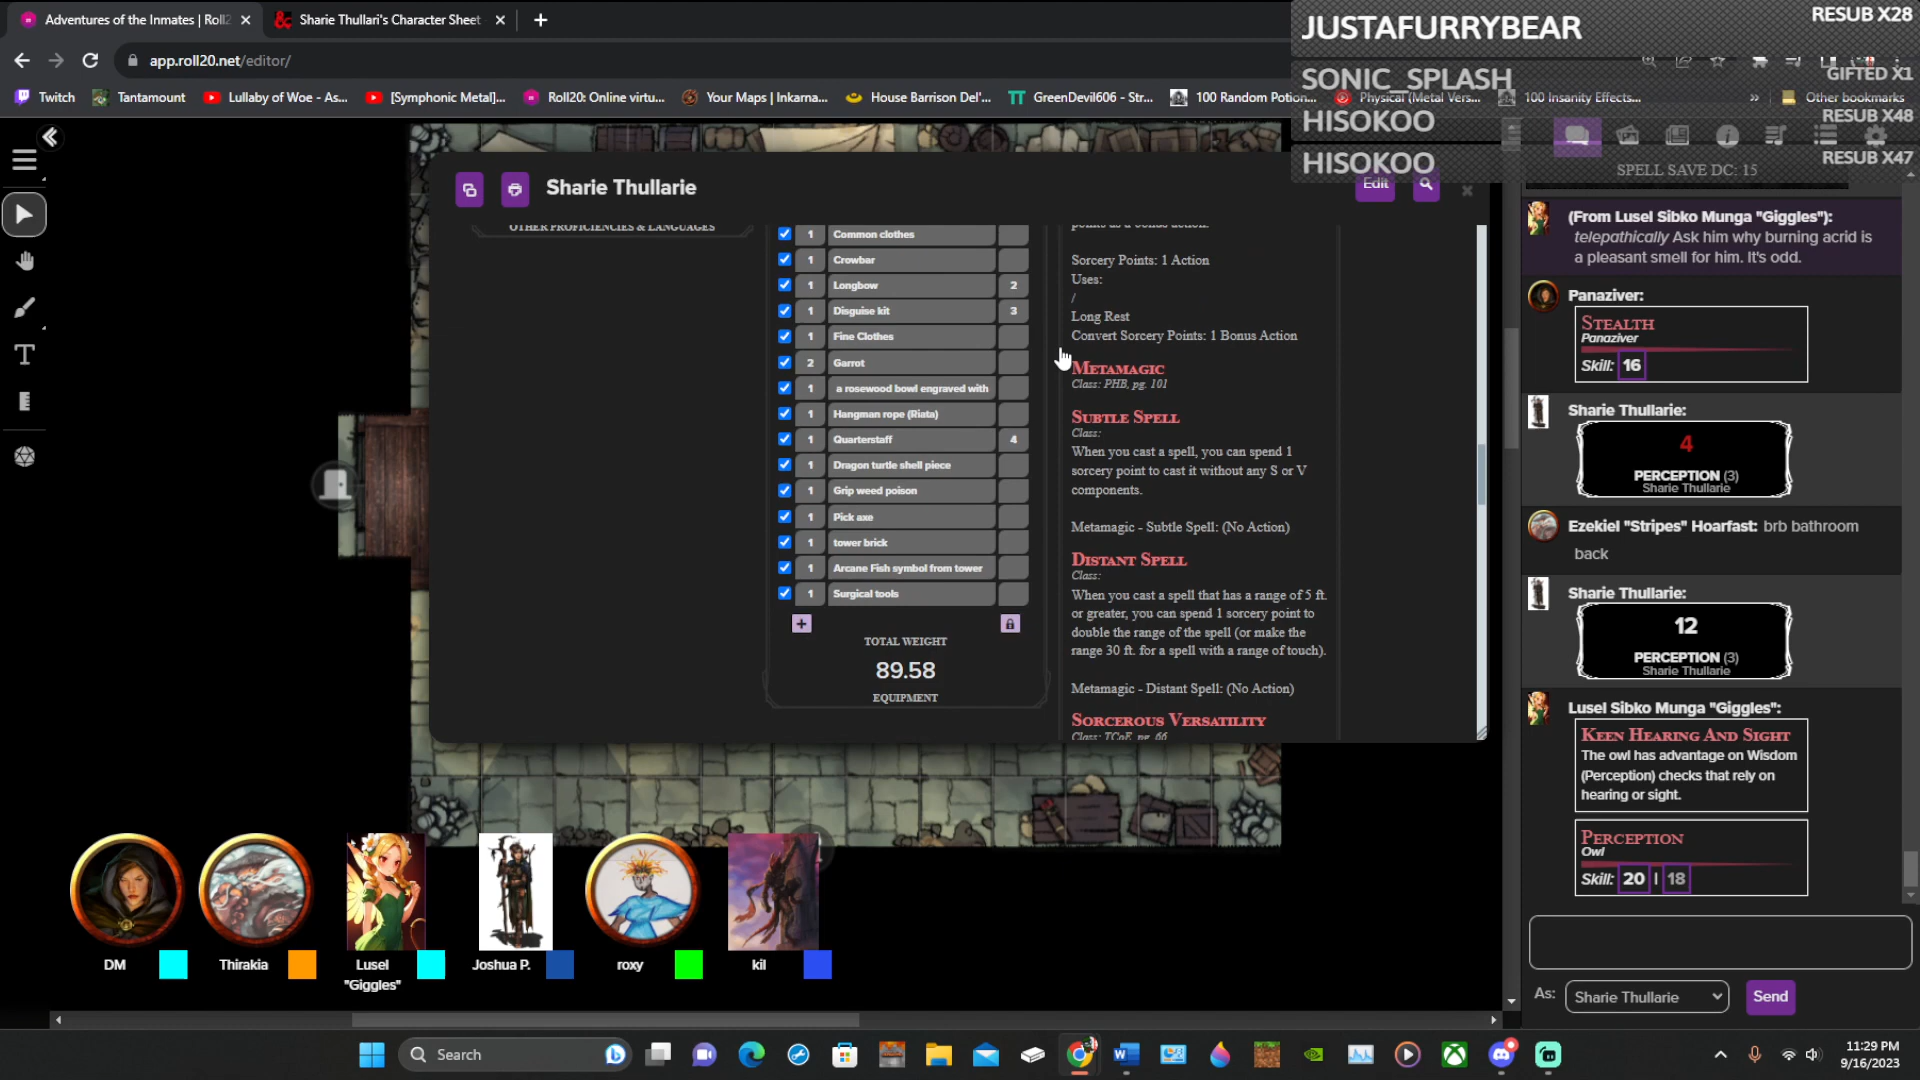 Adventures of the Inmates | Roll2
Sharie Thullari's Character Sheet
JUSTAFURRYBEAR
RESUB X28
app.roll20.net/editor/
SONIC_SPLASH
GIFTED X1
Twitch
Tantamount
Lullaby of Woe - As...
[Symphonic Metal]...
Roll20: Online virtu...
Your Maps | Inkarna...
House Barrison Del'...
GreenDevil606 - Str...
100 Random Potion...
Physical (Metal Vers...
100 Insanity Effects...
»
Other bookmarks
HISOKOO
RESUB X48
HISOKOO
RESUB X47
SPELL SAVE DC: 15
Sharie Thullarie
Edit
OTHER PROFICIENCIES & LANGUAGES
1 Common clothes
1 Crowbar
1 Longbow 2
1 Disguise kit 3
1 Fine Clothes
2 Garrot
1 a rosewood bowl engraved with
1 Hangman rope (Riata)
1 Quarterstaff 4
1 Dragon turtle shell piece
1 Grip weed poison
1 Pick axe
1 tower brick
1 Arcane Fish symbol from tower
1 Surgical tools
+
TOTAL WEIGHT
89.58
EQUIPMENT
points as a bonus action.
Sorcery Points: 1 Action
Uses:
/
Long Rest
Convert Sorcery Points: 1 Bonus Action
METAMAGIC
Class: PHB, pg. 101
SUBTLE SPELL
Class:
When you cast a spell, you can spend 1
sorcery point to cast it without any S or V
components.
Metamagic - Subtle Spell: (No Action)
DISTANT SPELL
Class:
When you cast a spell that has a range of 5 ft.
or greater, you can spend 1 sorcery point to
double the range of the spell (or make the
range 30 ft. for a spell with a range of touch).
Metamagic - Distant Spell: (No Action)
SORCEROUS VERSATILITY
Class: TCoE, pg. 66
(From Lusel Sibko Munga "Giggles"):
telepathically Ask him why burning acrid is
a pleasant smell for him. It's odd.
Panaziver:
STEALTH
Panaziver
Skill: 16
Sharie Thullarie:
4
PERCEPTION (3)
Sharie Thullarie
Ezekiel "Stripes" Hoarfast: brb bathroom
back
Sharie Thullarie:
12
PERCEPTION (3)
Sharie Thullarie
Lusel Sibko Munga "Giggles":
KEEN HEARING AND SIGHT
The owl has advantage on Wisdom
(Perception) checks that rely on
hearing or sight.
PERCEPTION
Owl
Skill: 20 | 18
As: Sharie Thullarie
Send
DM
Thirakia
Lusel
"Giggles"
Joshua P.
roxy
kil
Search
11:29 PM
9/16/2023